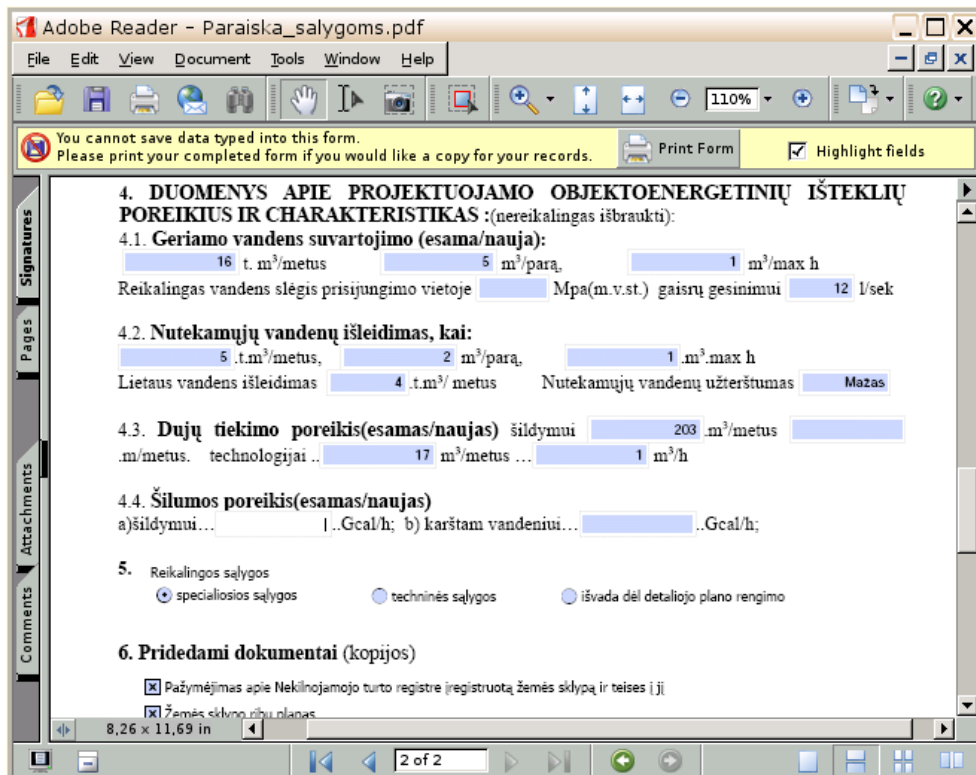 Adobe Reader - Paraiska_salygoms.pdf
File Edit View Document Tools Window Help
110%
You cannot save data typed into this form.
Please print your completed form if you would like a copy for your records.
Print Form
Highlight fields
Signatures
Pages
Attachments
Comments
4. DUOMENYS APIE PROJEKTUOJAMO OBJEKTOENERGETINIŲ IŠTEKLIŲ
POREIKIUS IR CHARAKTERISTIKAS :(nereikalingas išbraukti):
4.1. Geriamo vandens suvartojimo (esama/nauja):
16 t. m³/metus 5 m³/parą, 1 m³/max h
Reikalingas vandens slėgis prisijungimo vietoje Mpa(m.v.st.) gaisrų gesinimui 12 l/sek
4.2. Nutekamųjų vandenų išleidimas, kai:
5 .t.m³/metus, 2 m³/parą, 1 .m³.max h
Lietaus vandens išleidimas 4 .t.m³/ metus Nutekamųjų vandenų užterštumas Mažas
4.3. Dujų tiekimo poreikis(esamas/naujas) šildymui 203 .m³/metus
.m/metus. technologijai .. 17 m³/metus ... 1 m³/h
4.4. Šilumos poreikis(esamas/naujas)
a)šildymui... ..Gcal/h; b) karštam vandeniui... ..Gcal/h;
5. Reikalingos sąlygos
specialiosios sąlygos techninės sąlygos išvada dėl detaliojo plano rengimo
6. Pridedami dokumentai (kopijos)
Pažymėjimas apie Nekilnojamojo turto registre įregistruotą žemės sklypą ir teises į jį
Žemės sklypo ribų planas
8,26 x 11,69 in
2 of 2